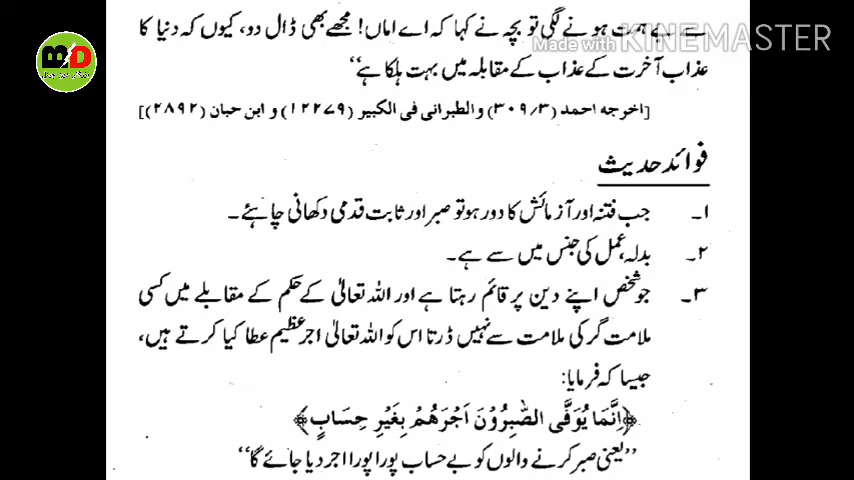 سے بے ہمت ہونے لگی تو بچہ نے کہا کہ اے اماں! مجھے بھی ڈال دو، کیوں کہ دنیا کا
Made with KINEMASTER
BD
عذاب آخرت کے عذاب کے مقابلہ میں بہت ہلکا ہے‘‘
[اخرجه احمد (۳/۳۰۹) والطبرانی فی الکبیر (۱۲۲۷۹) و ابن حبان (۲۸۹۲)]
فوائد حدیث
۱۔ جب فتنہ اور آزمائش کا دور ہو تو صبر اور ثابت قدمی دکھانی چاہئے۔
۲۔ بدلہ، عمل کی جنس میں سے ہے۔
۳۔ جو شخص اپنے دین پر قائم رہتا ہے اور اللہ تعالیٰ کے حکم کے مقابلے میں کسی
ملامت گر کی ملامت سے نہیں ڈرتا اس کو اللہ تعالیٰ اجر عظیم عطا کیا کرتے ہیں،
جیسا کہ فرمایا:
﴿اِنَّمَا يُوَفَّى الصّٰبِرُوْنَ اَجْرَهُمْ بِغَيْرِ حِسَابٍ﴾
’’یعنی صبر کرنے والوں کو بے حساب پورا پورا اجر دیا جائے گا‘‘